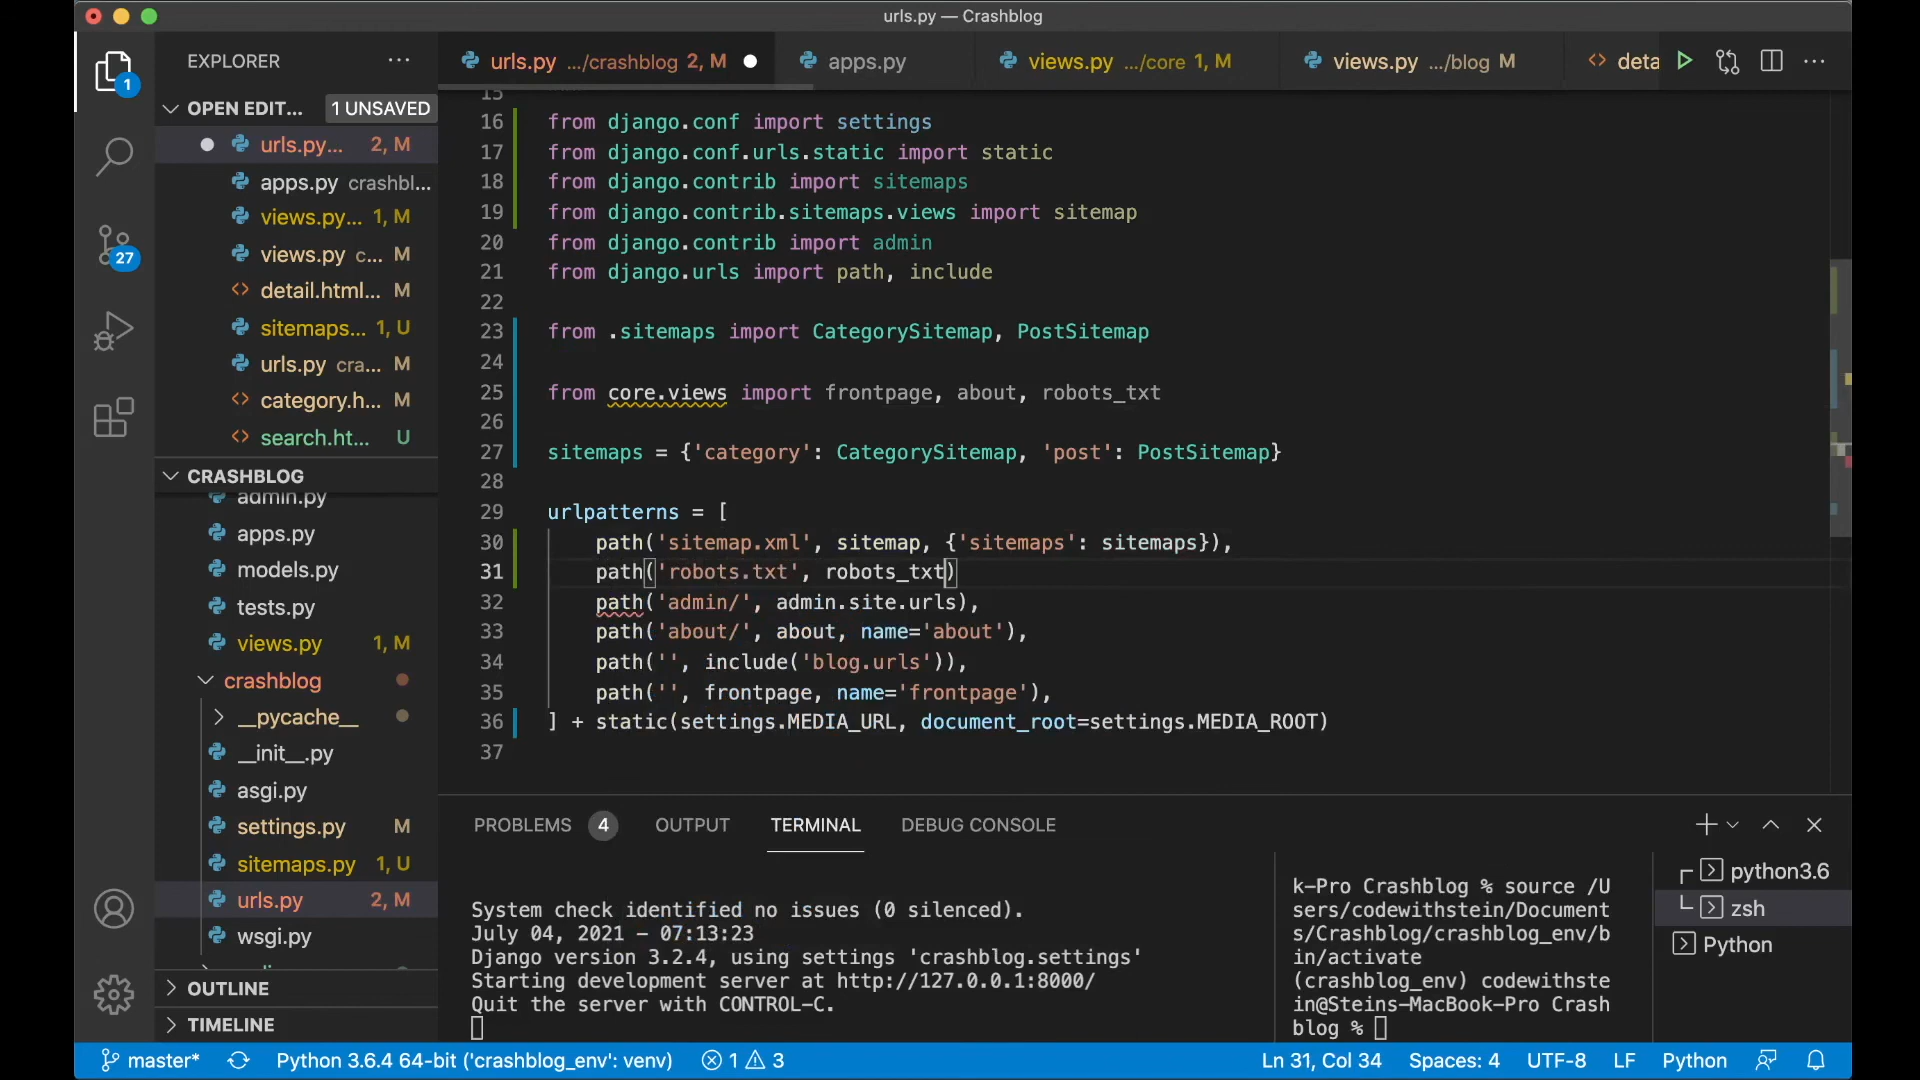 urls.py — Crashblog
EXPLORER
urls.py .../crashblog 2, M
apps.py
views.py .../core 1, M
views.py .../blog M
deta
OPEN EDIT... 1 UNSAVED
urls.py... 2, M
apps.py crashbl...
views.py... 1, M
views.py c... M
detail.html... M
sitemaps... 1, U
urls.py cra... M
category.h... M
search.ht... U
CRASHBLOG
admin.py
apps.py
models.py
tests.py
views.py 1, M
crashblog
__pycache__
__init__.py
asgi.py
settings.py M
sitemaps.py 1, U
urls.py 2, M
wsgi.py
OUTLINE
TIMELINE
1
27
15
16 from django.conf import settings
17 from django.conf.urls.static import static
18 from django.contrib import sitemaps
19 from django.contrib.sitemaps.views import sitemap
20 from django.contrib import admin
21 from django.urls import path, include
22
23 from .sitemaps import CategorySitemap, PostSitemap
24
25 from core.views import frontpage, about, robots_txt
26
27 sitemaps = {'category': CategorySitemap, 'post': PostSitemap}
28
29 urlpatterns = [
30 path('sitemap.xml', sitemap, {'sitemaps': sitemaps}),
31 path('robots.txt', robots_txt)
32 path('admin/', admin.site.urls),
33 path('about/', about, name='about'),
34 path('', include('blog.urls')),
35 path('', frontpage, name='frontpage'),
36 ] + static(settings.MEDIA_URL, document_root=settings.MEDIA_ROOT)
37
PROBLEMS 4 OUTPUT TERMINAL DEBUG CONSOLE
System check identified no issues (0 silenced).
July 04, 2021 - 07:13:23
Django version 3.2.4, using settings 'crashblog.settings'
Starting development server at http://127.0.0.1:8000/
Quit the server with CONTROL-C.
k-Pro Crashblog % source /U
sers/codewithstein/Document
s/Crashblog/crashblog_env/b
in/activate
(crashblog_env) codewithste
in@Steins-MacBook-Pro Crash
blog %
python3.6
zsh
Python
master* Python 3.6.4 64-bit ('crashblog_env': venv) 1 3 Ln 31, Col 34 Spaces: 4 UTF-8 LF Python